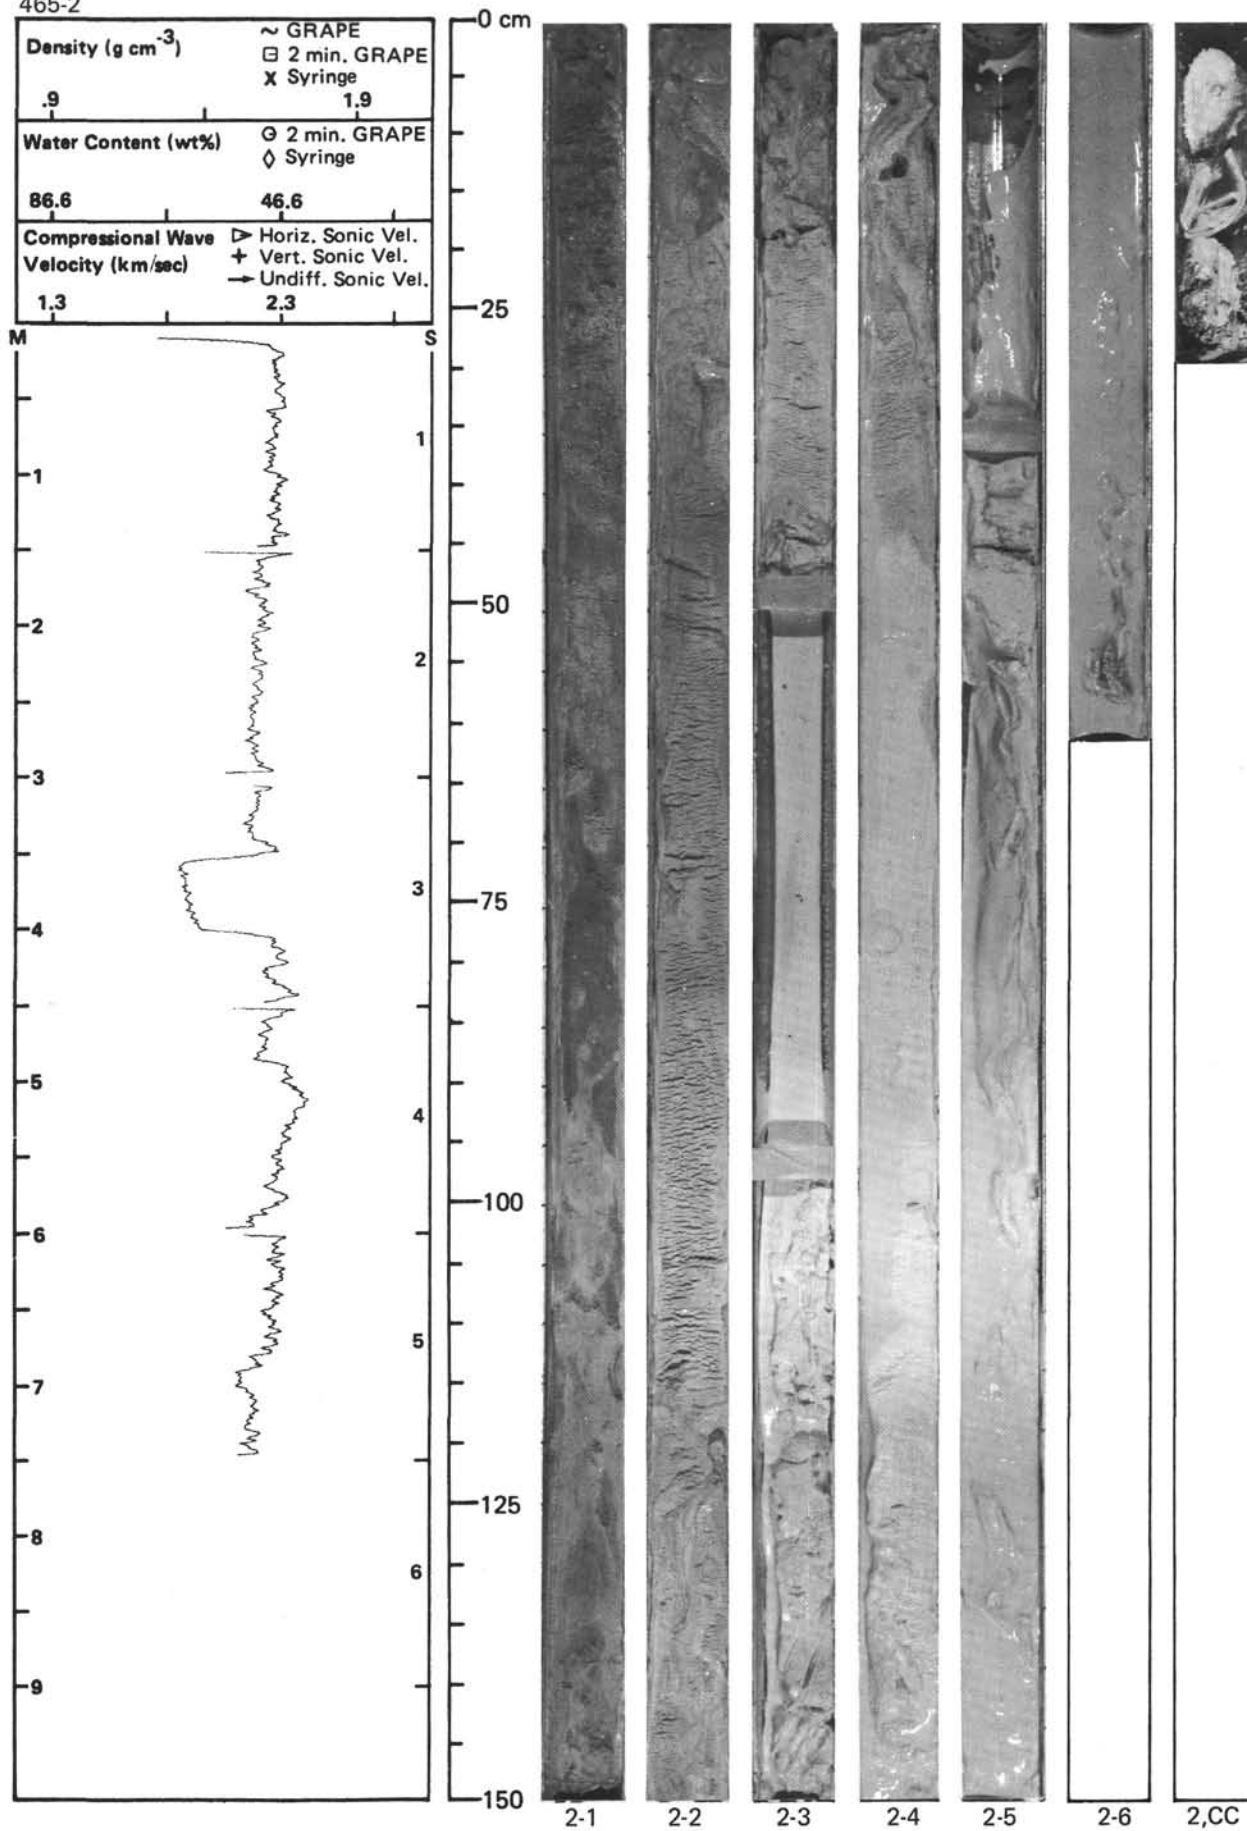 465-2
Density (g cm-3)
~ GRAPE
2 min. GRAPE
x Syringe
.9 1.9
Water Content (wt%)
2 min. GRAPE
◊ Syringe
86.6 46.6
Compressional Wave
Velocity (km/sec)
Horiz. Sonic Vel.
+ Vert. Sonic Vel.
→ Undiff. Sonic Vel.
1.3 2.3
M S
1
2
3
4
5
6
7
8
9
1
2
3
4
5
6
0 cm
25
50
75
100
125
150
2-1 2-2 2-3 2-4 2-5 2-6 2,CC